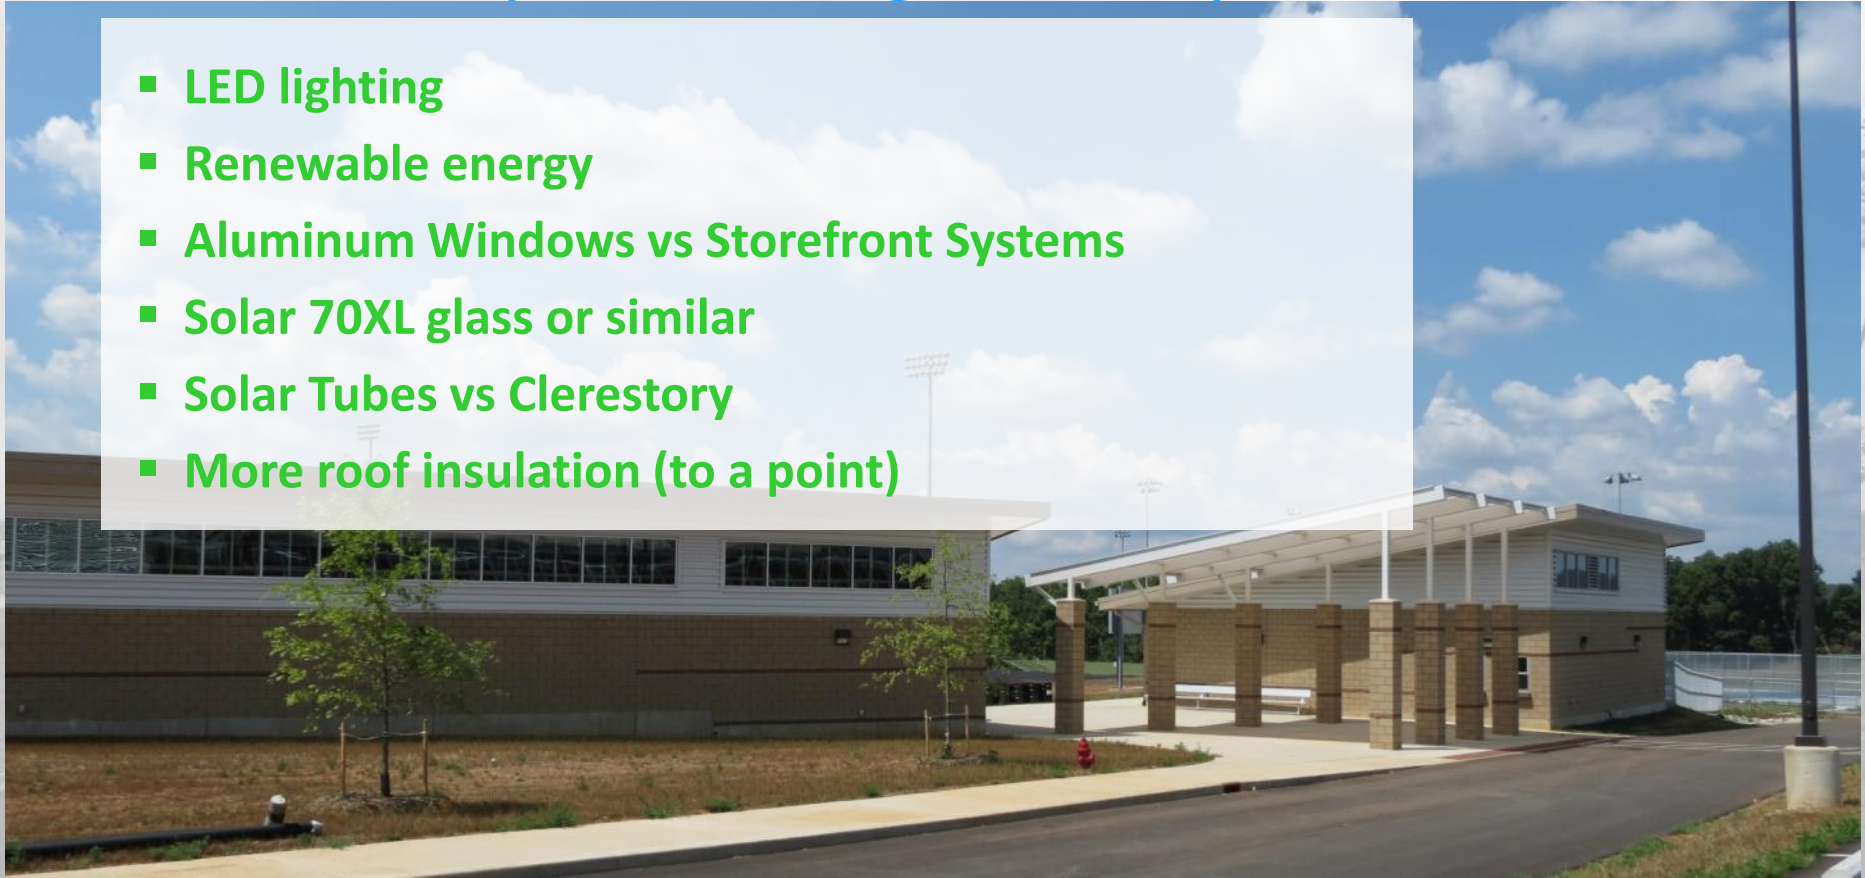 ▪ LED lighting
▪ Renewable energy
▪ Aluminum Windows vs Storefront Systems
▪ Solar 70XL glass or similar
▪ Solar Tubes vs Clerestory
▪ More roof insulation (to a point)